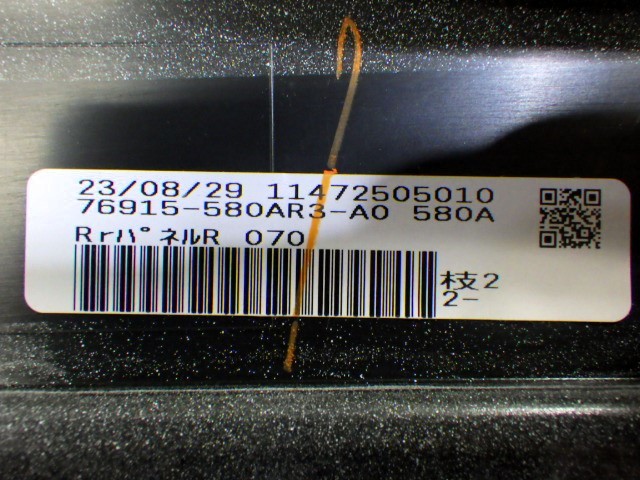 23/08/29 11472505010
76915-580AR3-A0 580A
RrﾊﾟﾈﾙR 070
枝2
2-